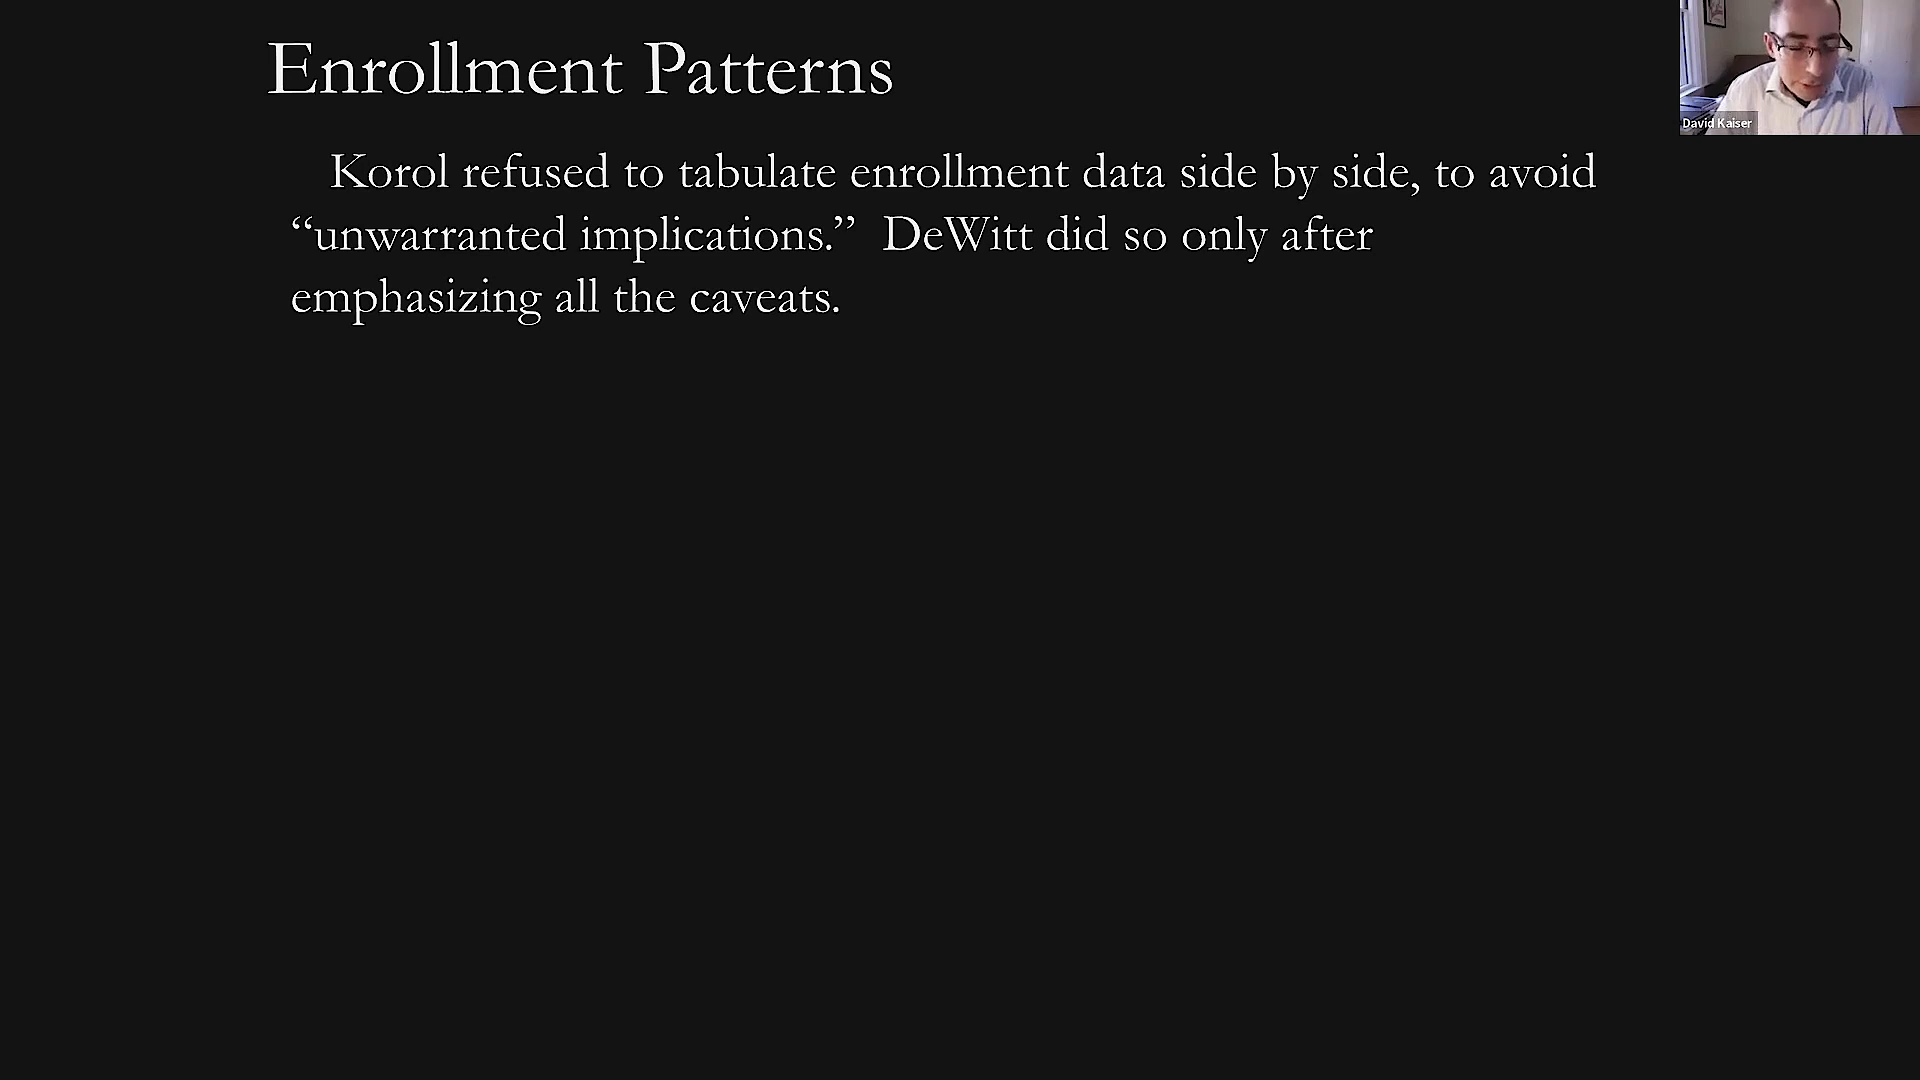 Enrollment Patterns
David Kaiser
Korol refused to tabulate enrollment data side by side, to avoid
“unwarranted implications.” DeWitt did so only after
emphasizing all the caveats.